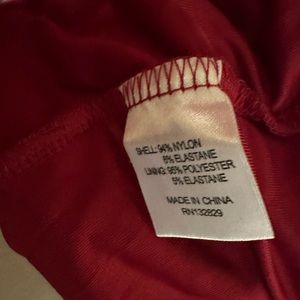 SHELL: 94% NYLON
6% ELASTANE
LINING: 95% POLYESTER
5% ELASTANE
MADE IN CHINA
RN132829